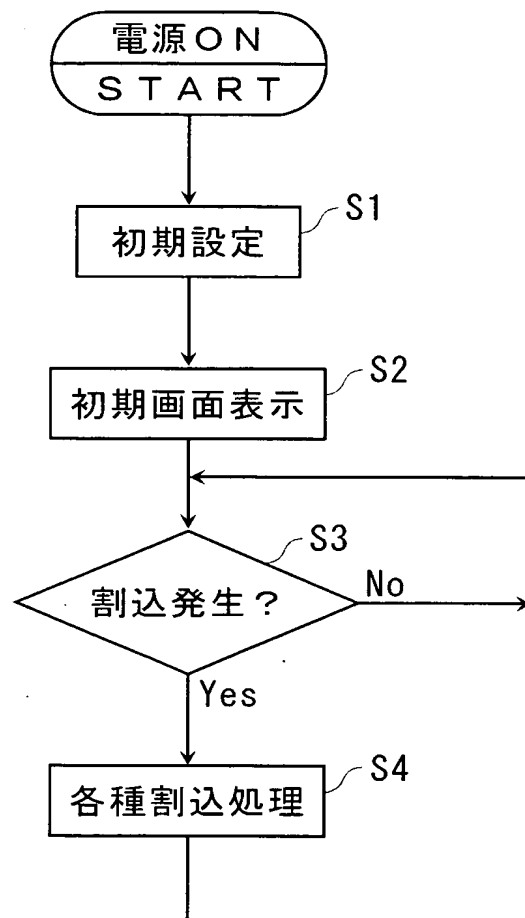 電源ON
START
S1
初期設定
S2
初期画面表示
S3
割込発生？
No
Yes
S4
各種割込処理